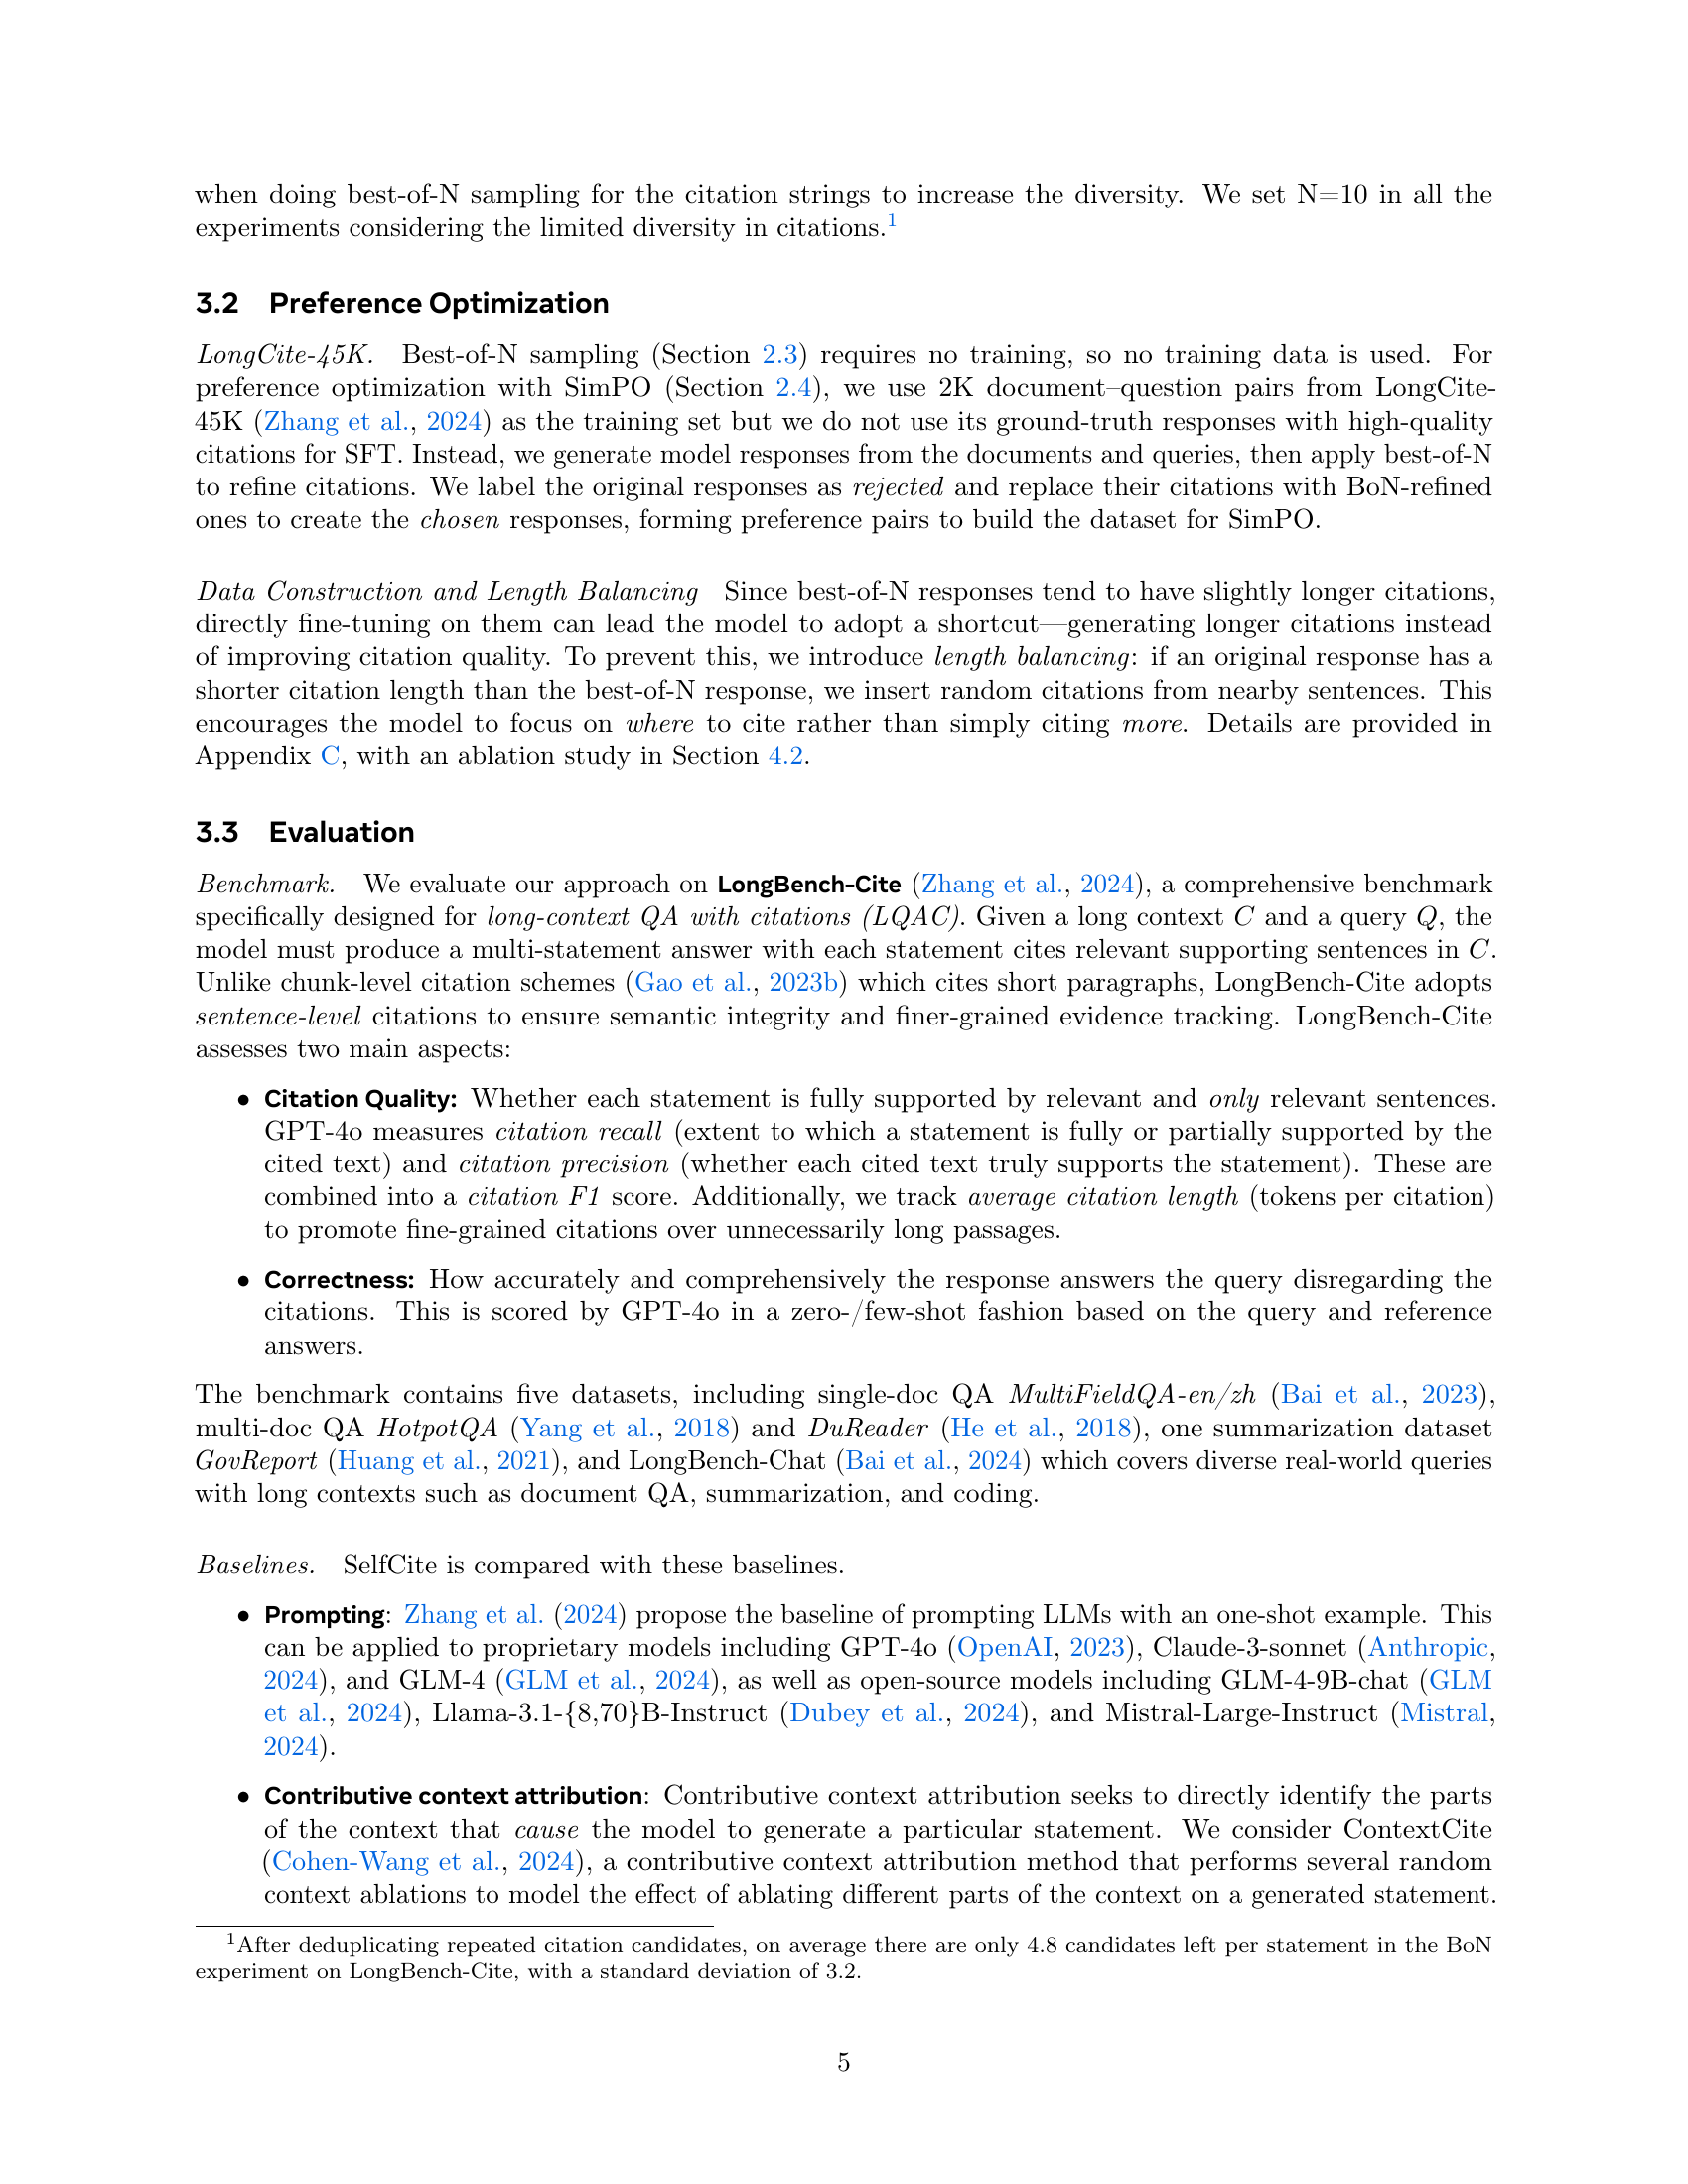 when doing best-of-N sampling for the citation strings to increase the diversity. We set N=10 in all the
experiments considering the limited diversity in citations.1
3.2 Preference Optimization
LongCite-45K. Best-of-N sampling (Section 2.3) requires no training, so no training data is used. For
preference optimization with SimPO (Section 2.4), we use 2K document–question pairs from LongCite-
45K (Zhang et al., 2024) as the training set but we do not use its ground-truth responses with high-quality
citations for SFT. Instead, we generate model responses from the documents and queries, then apply best-of-N
to refine citations. We label the original responses as rejected and replace their citations with BoN-refined
ones to create the chosen responses, forming preference pairs to build the dataset for SimPO.
Data Construction and Length Balancing Since best-of-N responses tend to have slightly longer citations,
directly fine-tuning on them can lead the model to adopt a shortcut—generating longer citations instead
of improving citation quality. To prevent this, we introduce length balancing: if an original response has a
shorter citation length than the best-of-N response, we insert random citations from nearby sentences. This
encourages the model to focus on where to cite rather than simply citing more. Details are provided in
Appendix C, with an ablation study in Section 4.2.
3.3 Evaluation
Benchmark. We evaluate our approach on LongBench-Cite (Zhang et al., 2024), a comprehensive benchmark
specifically designed for long-context QA with citations (LQAC). Given a long context C and a query Q, the
model must produce a multi-statement answer with each statement cites relevant supporting sentences in C.
Unlike chunk-level citation schemes (Gao et al., 2023b) which cites short paragraphs, LongBench-Cite adopts
sentence-level citations to ensure semantic integrity and finer-grained evidence tracking. LongBench-Cite
assesses two main aspects:
• Citation Quality: Whether each statement is fully supported by relevant and only relevant sentences.
GPT-4o measures citation recall (extent to which a statement is fully or partially supported by the
cited text) and citation precision (whether each cited text truly supports the statement). These are
combined into a citation F1 score. Additionally, we track average citation length (tokens per citation)
to promote fine-grained citations over unnecessarily long passages.
• Correctness: How accurately and comprehensively the response answers the query disregarding the
citations. This is scored by GPT-4o in a zero-/few-shot fashion based on the query and reference
answers.
The benchmark contains five datasets, including single-doc QA MultiFieldQA-en/zh (Bai et al., 2023),
multi-doc QA HotpotQA (Yang et al., 2018) and DuReader (He et al., 2018), one summarization dataset
GovReport (Huang et al., 2021), and LongBench-Chat (Bai et al., 2024) which covers diverse real-world queries
with long contexts such as document QA, summarization, and coding.
Baselines. SelfCite is compared with these baselines.
• Prompting: Zhang et al. (2024) propose the baseline of prompting LLMs with an one-shot example. This
can be applied to proprietary models including GPT-4o (OpenAI, 2023), Claude-3-sonnet (Anthropic,
2024), and GLM-4 (GLM et al., 2024), as well as open-source models including GLM-4-9B-chat (GLM
et al., 2024), Llama-3.1-{8,70}B-Instruct (Dubey et al., 2024), and Mistral-Large-Instruct (Mistral,
2024).
• Contributive context attribution: Contributive context attribution seeks to directly identify the parts
of the context that cause the model to generate a particular statement. We consider ContextCite
(Cohen-Wang et al., 2024), a contributive context attribution method that performs several random
context ablations to model the effect of ablating different parts of the context on a generated statement.
1After deduplicating repeated citation candidates, on average there are only 4.8 candidates left per statement in the BoN
experiment on LongBench-Cite, with a standard deviation of 3.2.
5